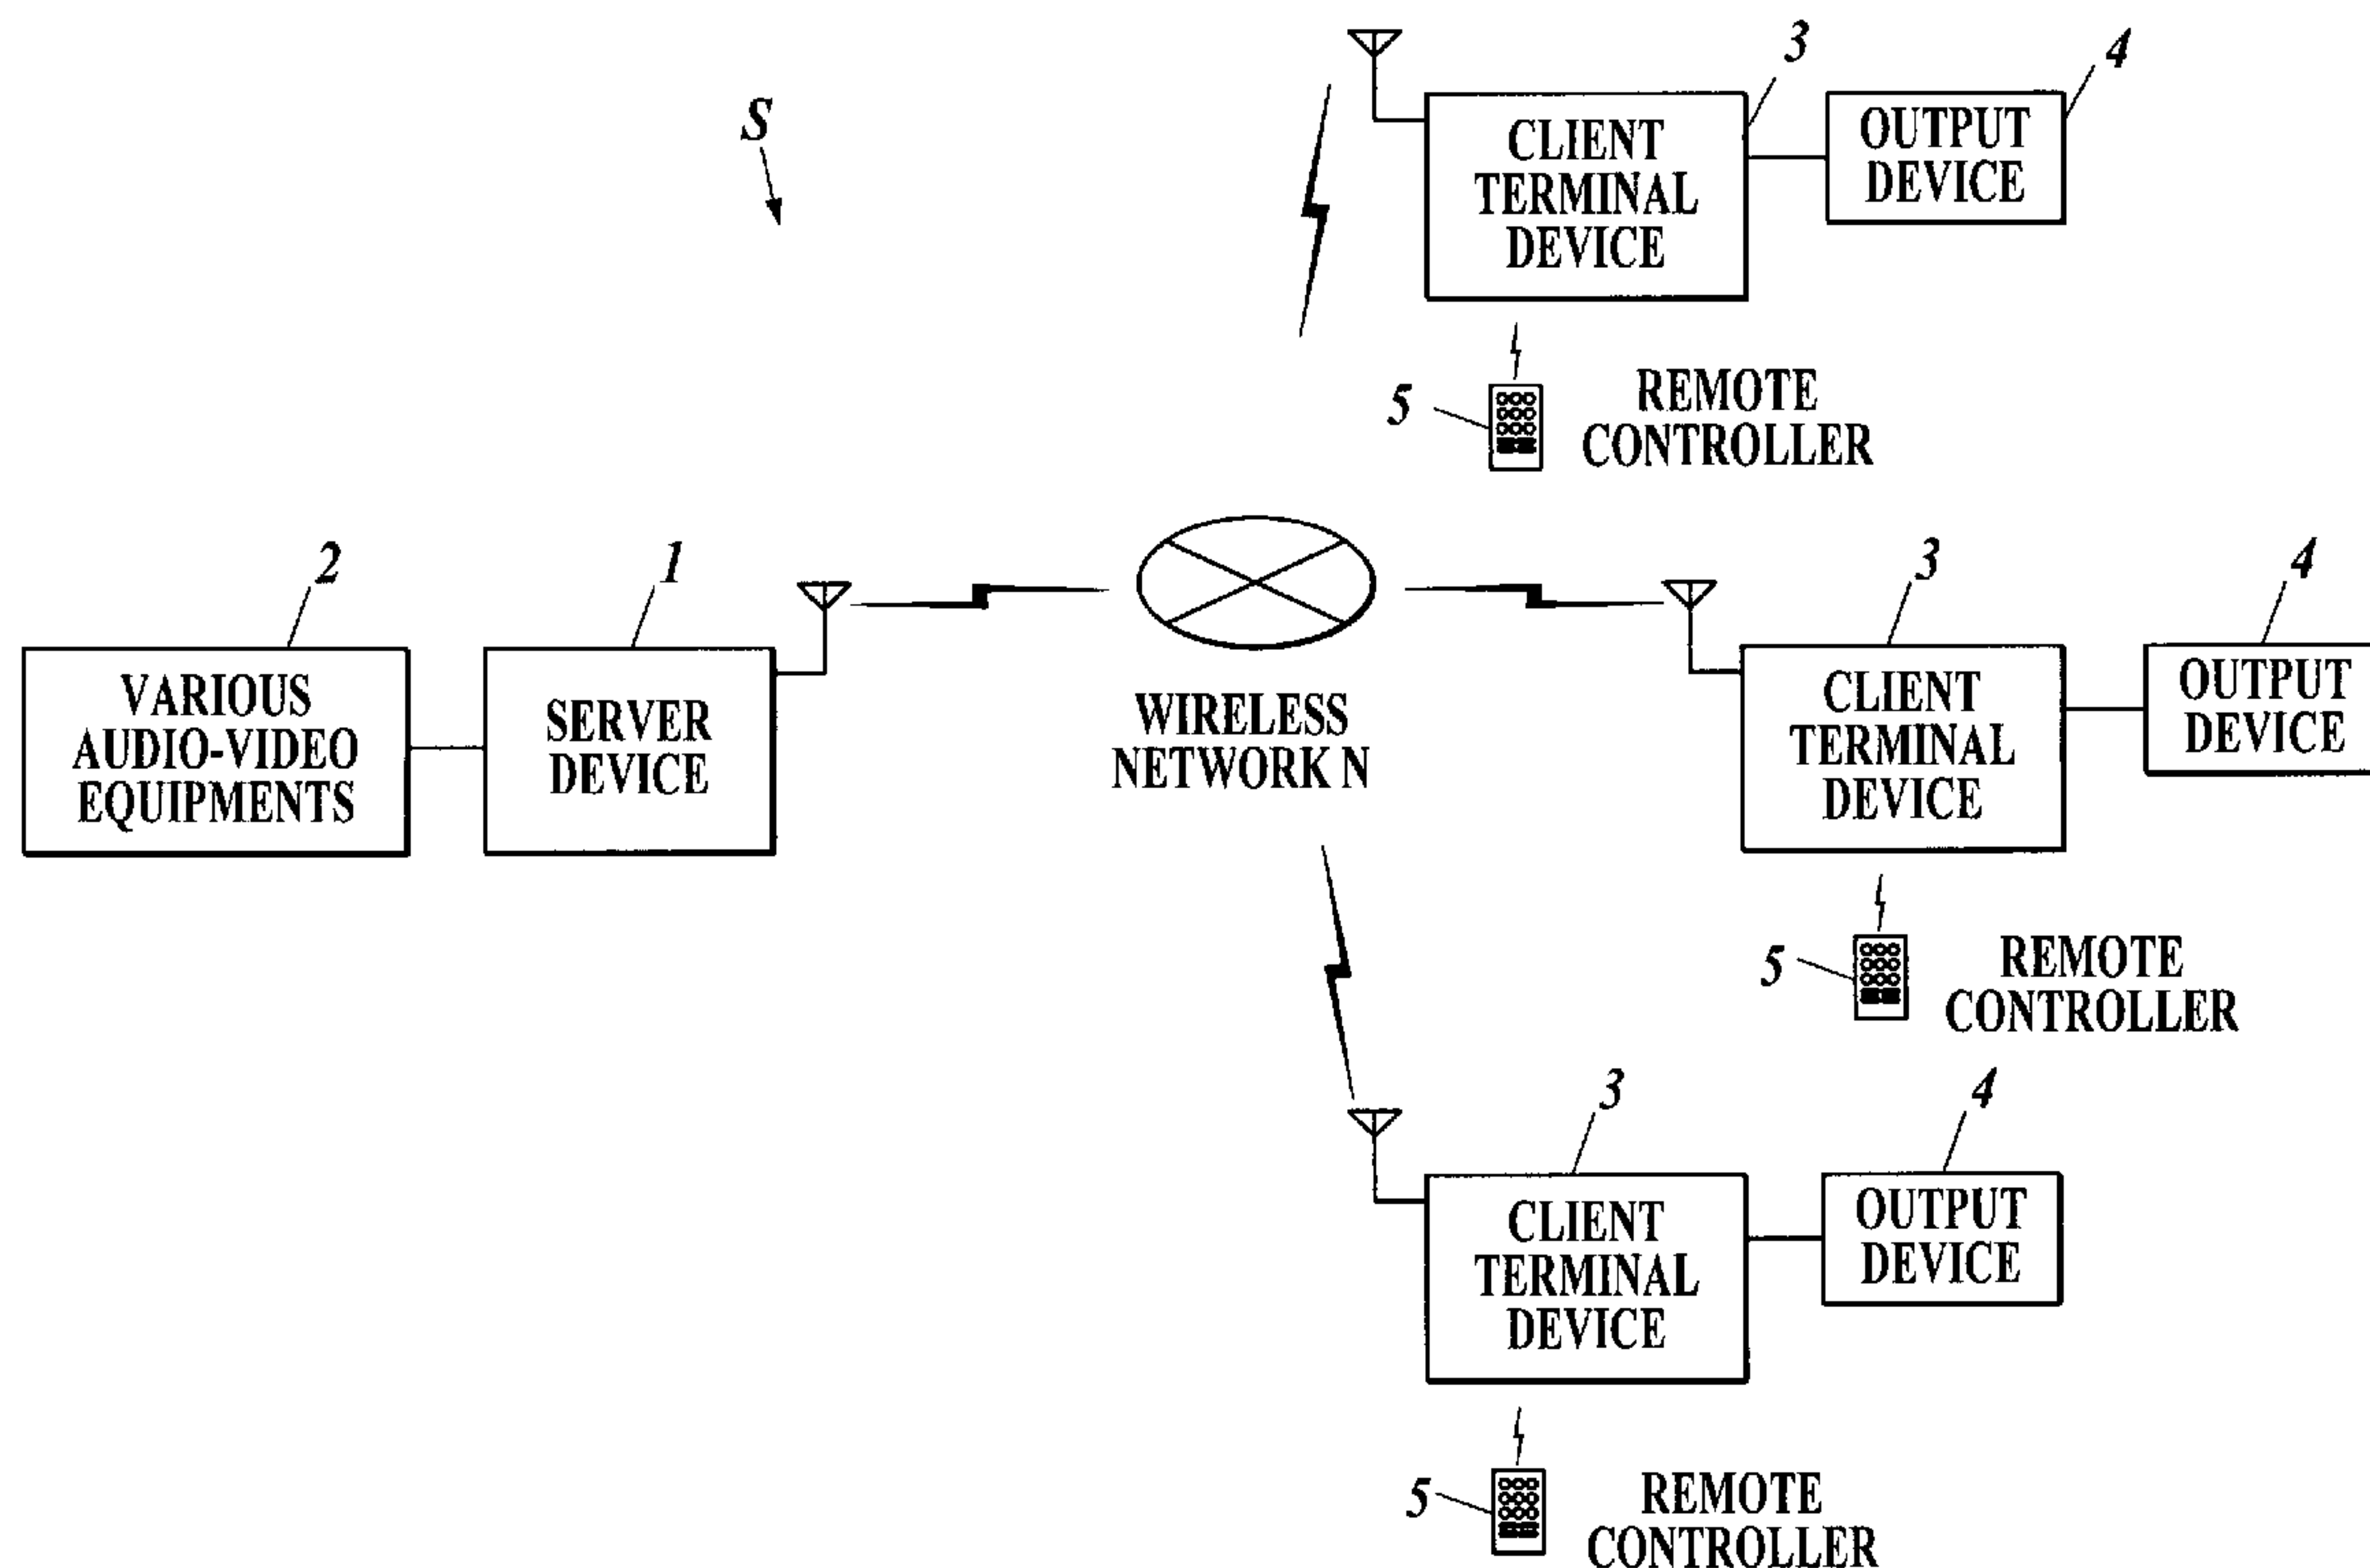 S
3
4
CLIENT
TERMINAL
DEVICE
OUTPUT
DEVICE
5
REMOTE
CONTROLLER
2
1
VARIOUS
AUDIO-VIDEO
EQUIPMENTS
SERVER
DEVICE
WIRELESS
NETWORK N
3
4
CLIENT
TERMINAL
DEVICE
OUTPUT
DEVICE
5
REMOTE
CONTROLLER
3
4
CLIENT
TERMINAL
DEVICE
OUTPUT
DEVICE
5
REMOTE
CONTROLLER